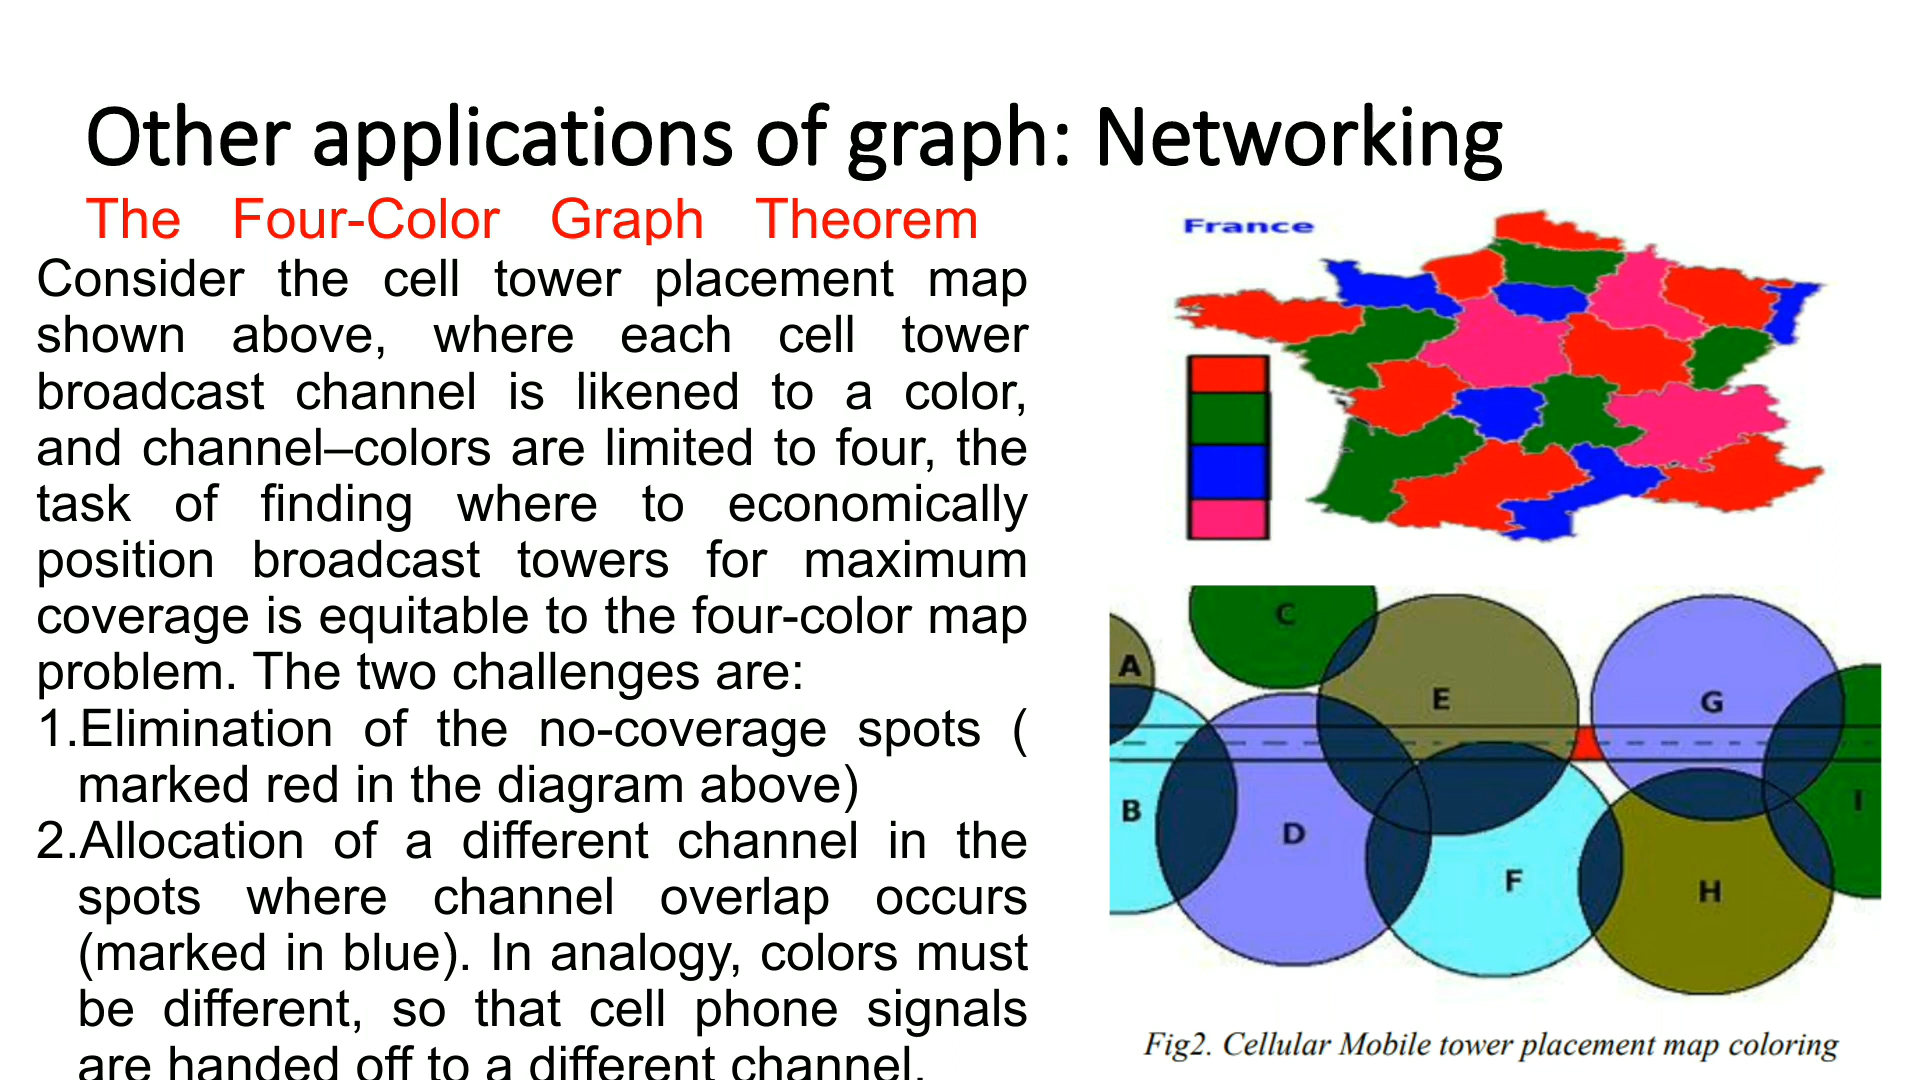 Other applications of graph: Networking
The Four-Color Graph Theorem
Consider the cell tower placement map
shown above, where each cell tower
broadcast channel is likened to a color,
and channel–colors are limited to four, the
task of finding where to economically
position broadcast towers for maximum
coverage is equitable to the four-color map
problem. The two challenges are:
1.Elimination of the no-coverage spots (
marked red in the diagram above)
2.Allocation of a different channel in the
spots where channel overlap occurs
(marked in blue). In analogy, colors must
be different, so that cell phone signals
are handed off to a different channel.
France
C
A
E
G
B
D
F
H
I
Fig2. Cellular Mobile tower placement map coloring